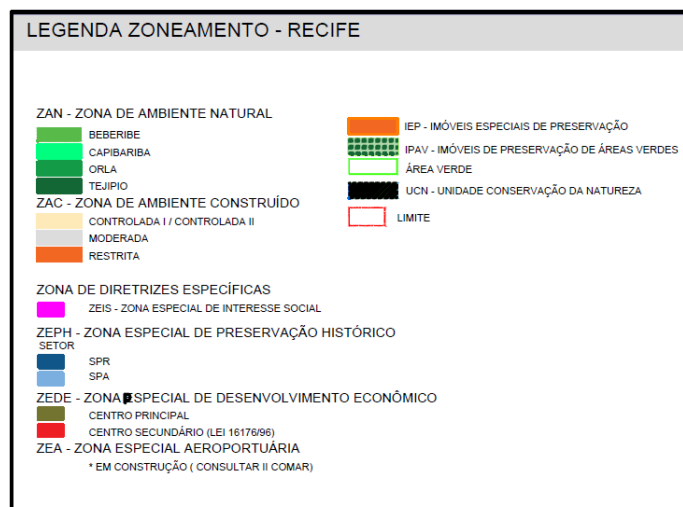 LEGENDA ZONEAMENTO - RECIFE
ZAN - ZONA DE AMBIENTE NATURAL
BEBERIBE
CAPIBARIBA
ORLA
TEJIPIO
ZAC - ZONA DE AMBIENTE CONSTRUÍDO
CONTROLADA I / CONTROLADA II
MODERADA
RESTRITA
IEP - IMÓVEIS ESPECIAIS DE PRESERVAÇÃO
IPAV - IMÓVEIS DE PRESERVAÇÃO DE ÁREAS VERDES
ÁREA VERDE
UCN - UNIDADE CONSERVAÇÃO DA NATUREZA
LIMITE
ZONA DE DIRETRIZES ESPECÍFICAS
ZEIS - ZONA ESPECIAL DE INTERESSE SOCIAL
ZEPH - ZONA ESPECIAL DE PRESERVAÇÃO HISTÓRICO
SETOR
SPR
SPA
ZEDE - ZONA ESPECIAL DE DESENVOLVIMENTO ECONÔMICO
CENTRO PRINCIPAL
CENTRO SECUNDÁRIO (LEI 16176/96)
ZEA - ZONA ESPECIAL AEROPORTUÁRIA
* EM CONSTRUÇÃO ( CONSULTAR II COMAR)